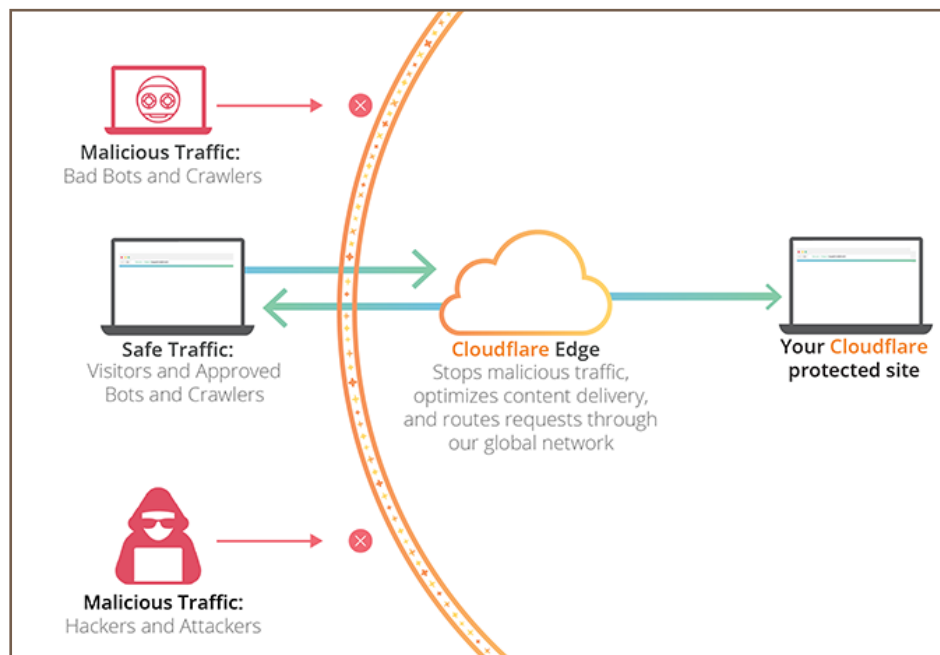 Malicious Traffic:
Bad Bots and Crawlers
Safe Traffic:
Visitors and Approved
Bots and Crawlers
Cloudflare Edge
Stops malicious traffic,
optimizes content delivery,
and routes requests through
our global network
Your Cloudflare
protected site
Malicious Traffic:
Hackers and Attackers